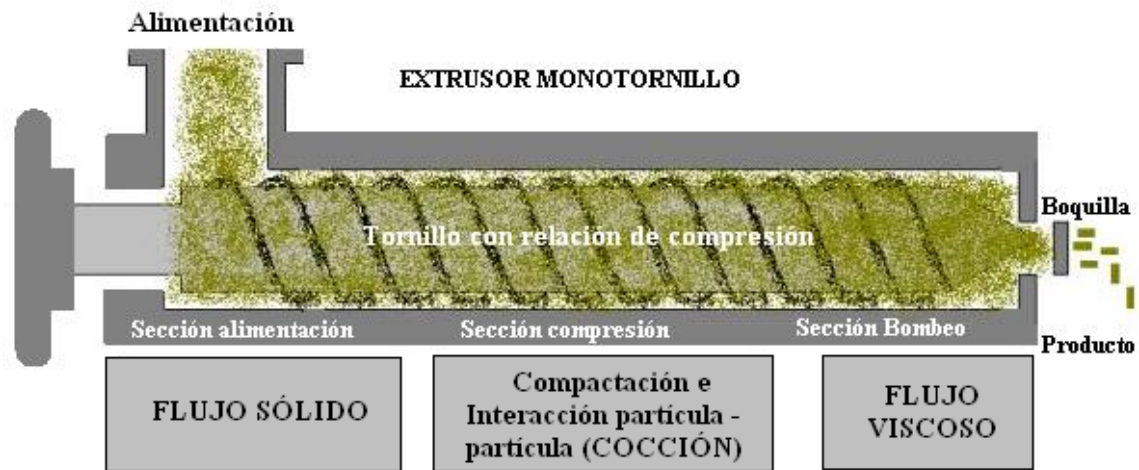 Alimentación
EXTRUSOR MONOTORNILLO
Boquilla
Tornillo con relación de compresión
Sección alimentación
Sección compresión
Sección Bombeo
Producto
FLUJO SÓLIDO
Compactación e
Interacción partícula -
partícula (COCCIÓN)
FLUJO
VISCOSO